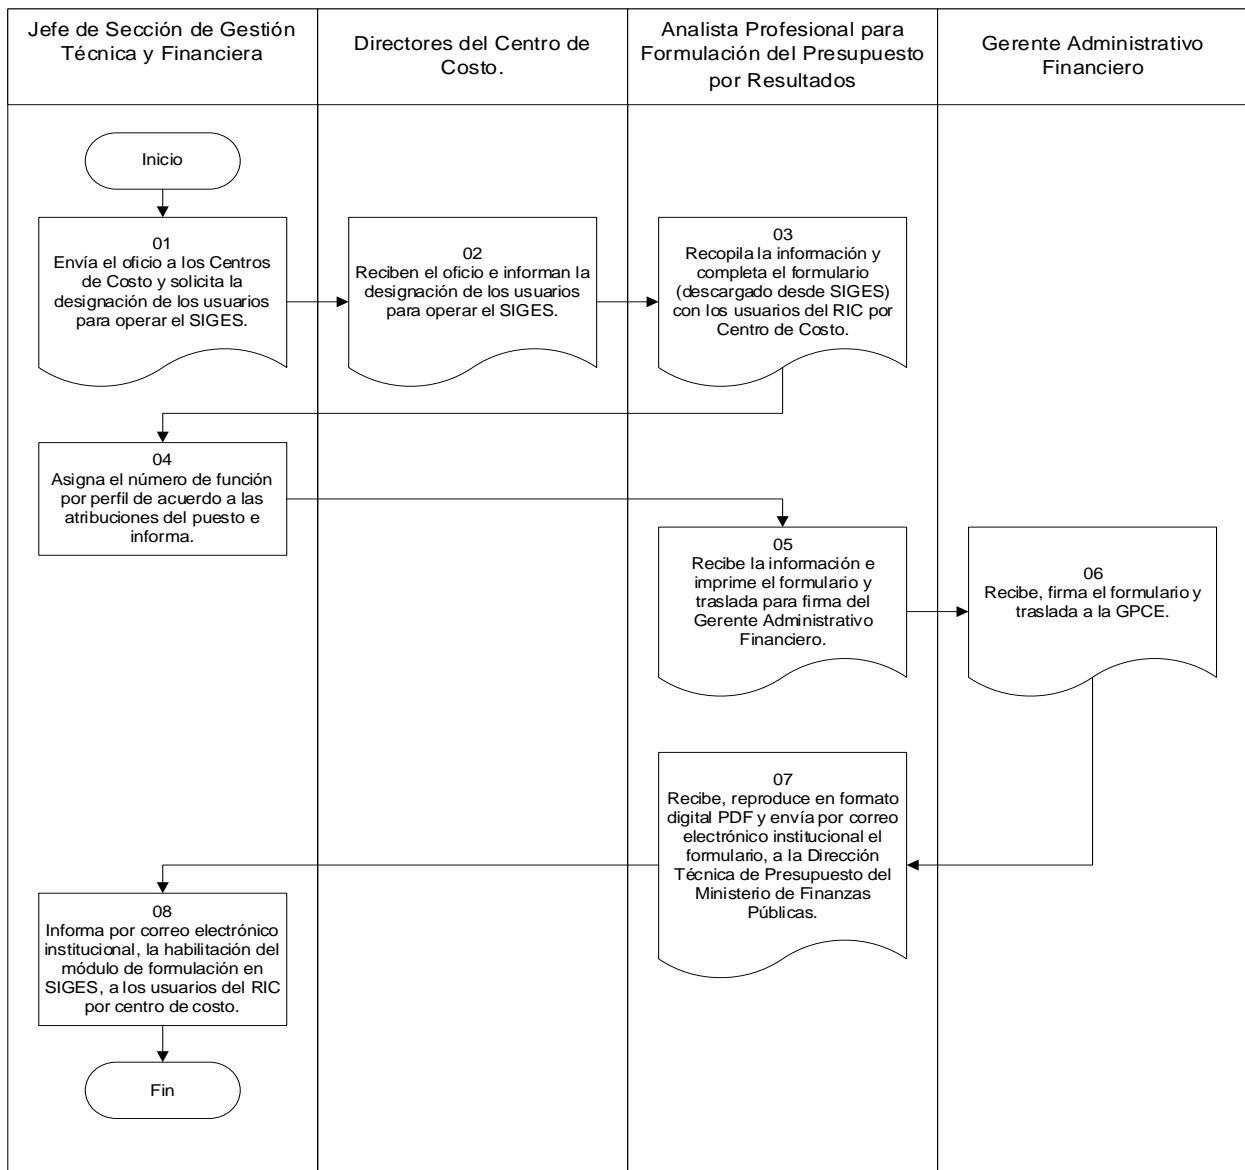 Jefe de Sección de Gestión
Técnica y Financiera
Directores del Centro de
Costo.
Analista Profesional para
Formulación del Presupuesto
por Resultados
Gerente Administrativo
Financiero
Inicio
01
Envía el oficio a los Centros
de Costo y solicita la
designación de los usuarios
para operar el SIGES.
02
Reciben el oficio e informan la
designación de los usuarios
para operar el SIGES.
03
Recopila la información y
completa el formulario
(descargado desde SIGES)
con los usuarios del RIC por
Centro de Costo.
04
Asigna el número de función
por perfil de acuerdo a las
atribuciones del puesto e
informa.
05
Recibe la información e
imprime el formulario y
traslada para firma del
Gerente Administrativo
Financiero.
06
Recibe, firma el formulario y
traslada a la GPCE.
07
Recibe, reproduce en formato
digital PDF y envía por correo
electrónico institucional el
formulario, a la Dirección
Técnica de Presupuesto del
Ministerio de Finanzas
Públicas.
08
Informa por correo electrónico
institucional, la habilitación del
módulo de formulación en
SIGES, a los usuarios del RIC
por centro de costo.
Fin